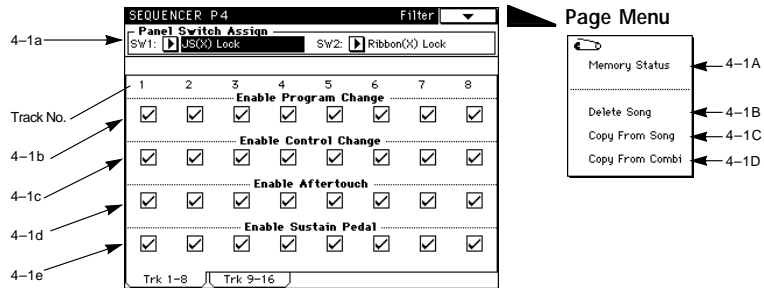 SEQUENCER P4 Filter
Page Menu
Panel Switch Assign
4–1a
SW1: JS(X) Lock SW2: Ribbon(X) Lock
Memory Status
4–1A
Track No.
1 2 3 4 5 6 7 8
Enable Program Change
4–1b
Delete Song
4–1B
Copy From Song
4–1C
Copy From Combi
4–1D
Enable Control Change
4–1c
Enable Aftertouch
4–1d
Enable Sustain Pedal
4–1e
Trk 1–8 Trk 9–16